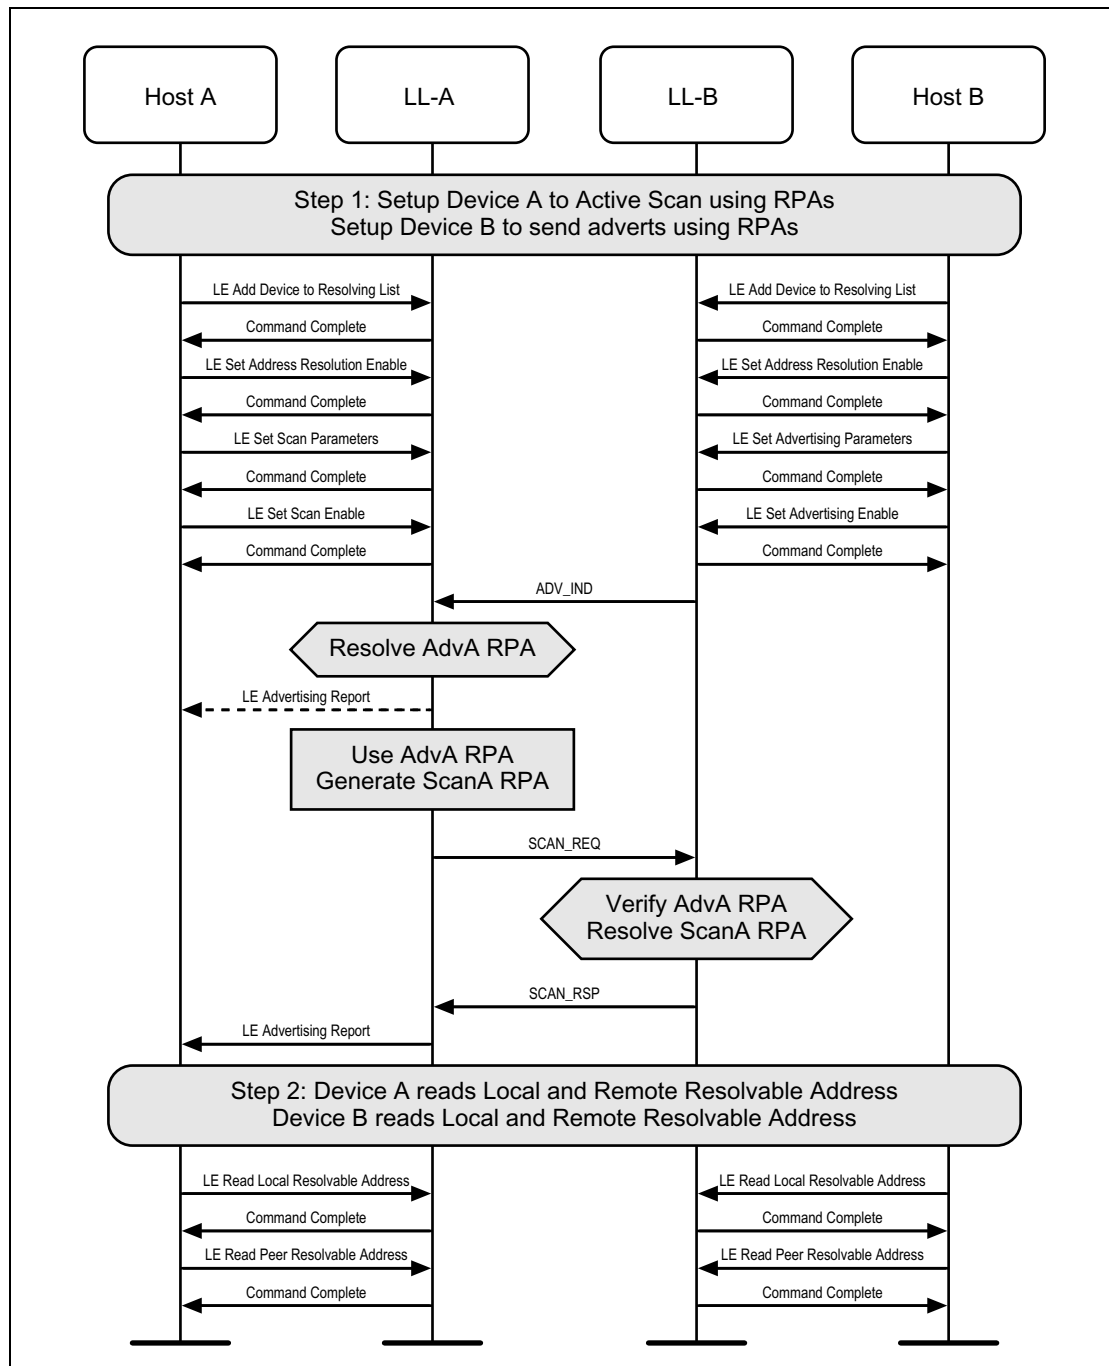 Host A
LL-A
LL-B
Host B
Step 1: Setup Device A to Active Scan using RPAs
Setup Device B to send adverts using RPAs
LE Add Device to Resolving List
LE Add Device to Resolving List
Command Complete
Command Complete
LE Set Address Resolution Enable
LE Set Address Resolution Enable
Command Complete
Command Complete
LE Set Scan Parameters
LE Set Advertising Parameters
Command Complete
Command Complete
LE Set Scan Enable
LE Set Advertising Enable
Command Complete
Command Complete
ADV_IND
Resolve AdvA RPA
LE Advertising Report
Use AdvA RPA
Generate ScanA RPA
SCAN_REQ
Verify AdvA RPA
Resolve ScanA RPA
SCAN_RSP
LE Advertising Report
Step 2: Device A reads Local and Remote Resolvable Address
Device B reads Local and Remote Resolvable Address
LE Read Local Resolvable Address
LE Read Local Resolvable Address
Command Complete
Command Complete
LE Read Peer Resolvable Address
LE Read Peer Resolvable Address
Command Complete
Command Complete